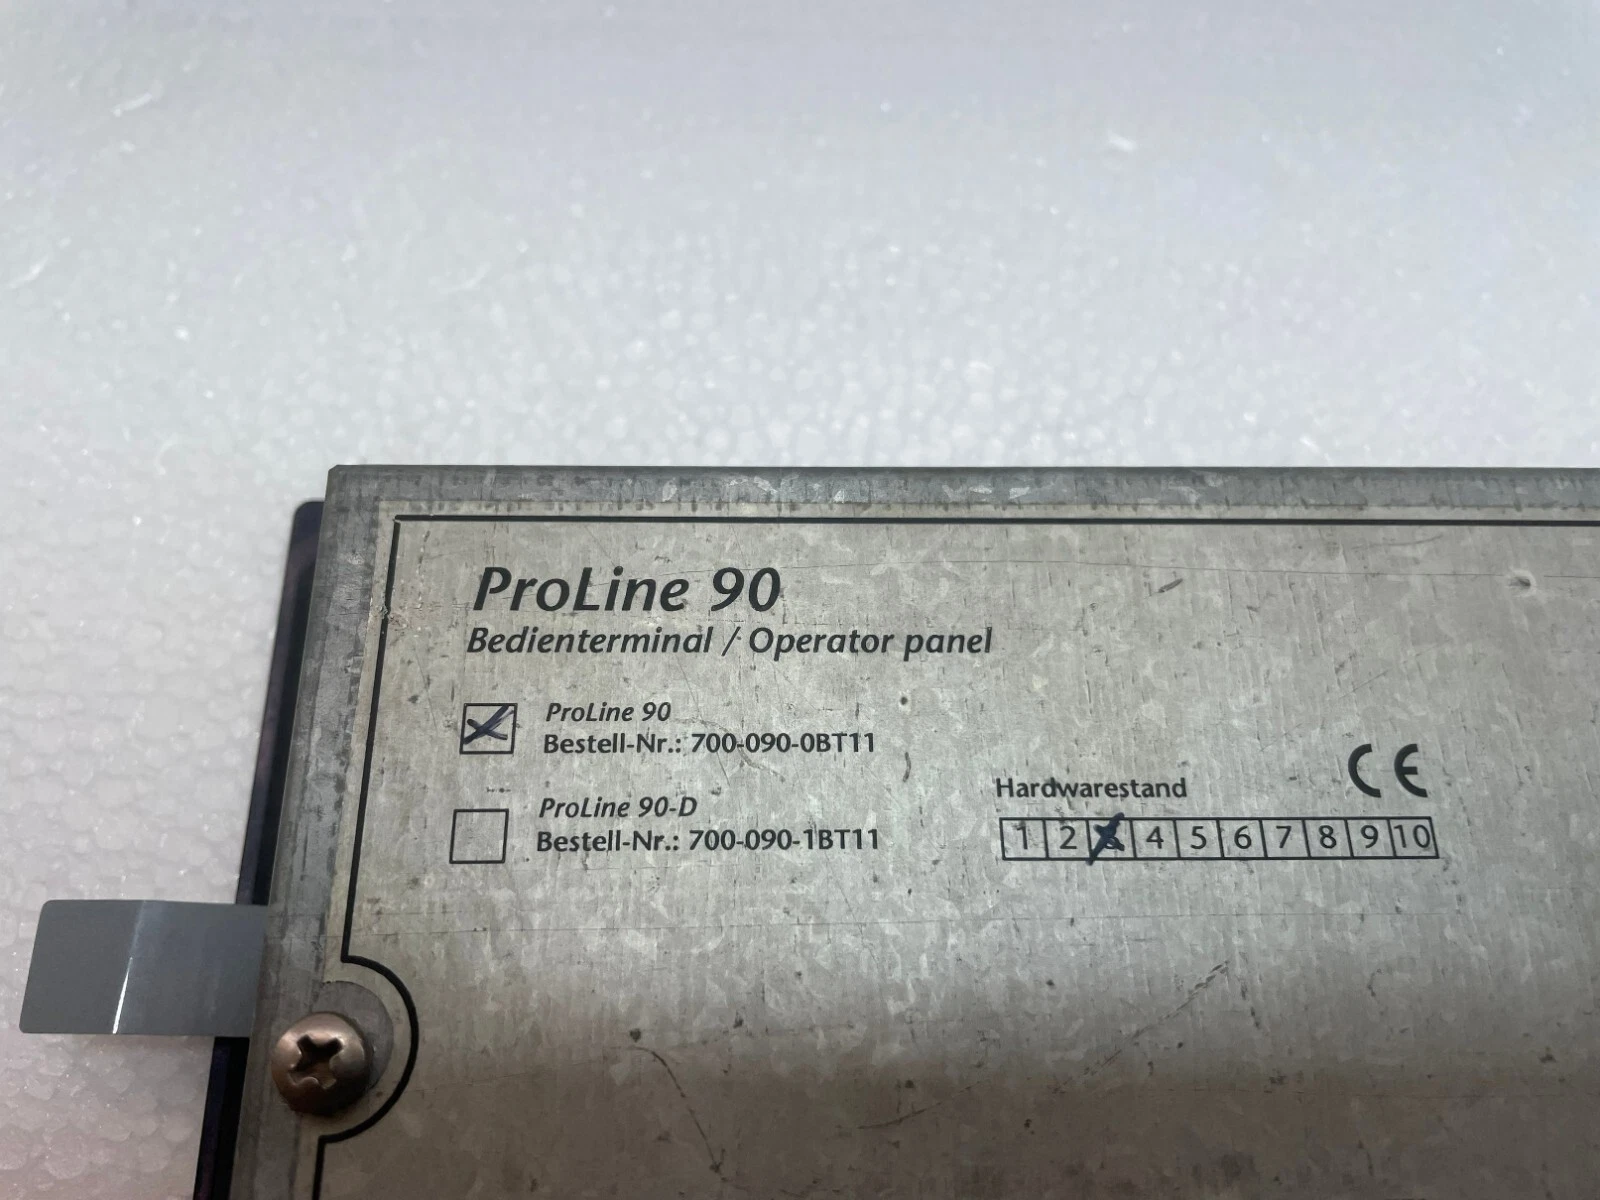 ProLine 90
Bedienterminal / Operator panel
ProLine 90
Bestell-Nr.: 700-090-0BT11
ProLine 90-D
Bestell-Nr.: 700-090-1BT11
Hardwarestand
CE
1 2 3 4 5 6 7 8 9 10